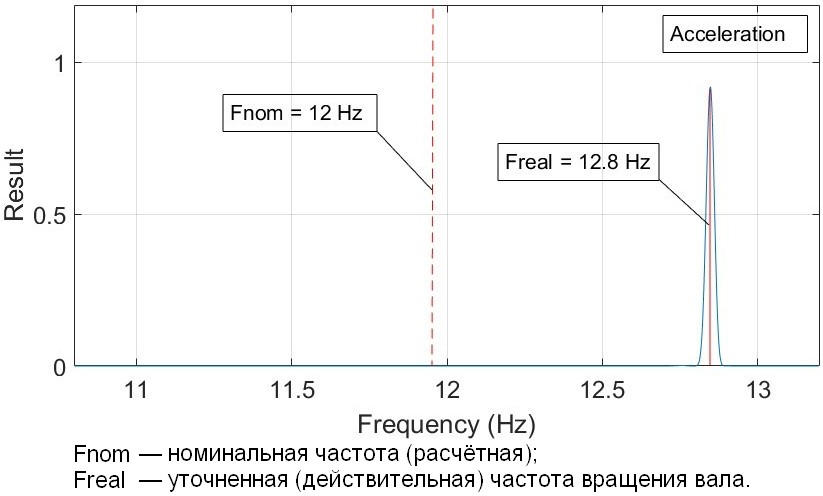 Acceleration
1
Fnom = 12 Hz
Freal = 12.8 Hz
Result
0.5
0
11
11.5
12
12.5
13
Frequency (Hz)
Fnom — номинальная частота (расчётная);
Freal — уточненная (действительная) частота вращения вала.